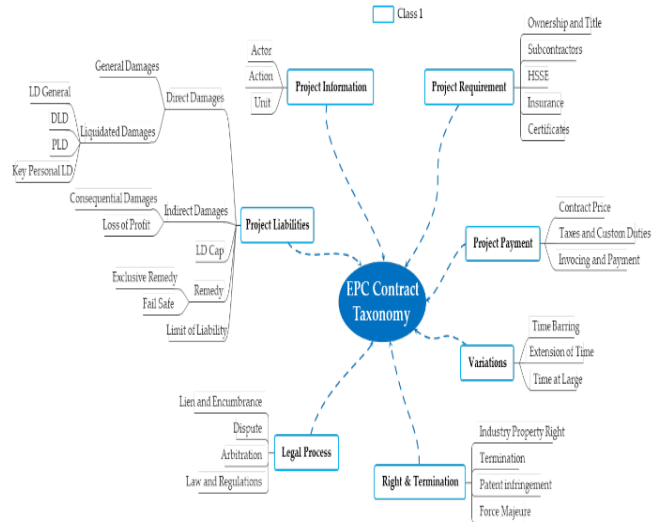 Class 1
Actor
Action
Unit
Project Information
Ownership and Title
Subcontractors
HSSE
Insurance
Certificates
Project Requirement
General Damages
LD General
DLD
PLD
Key Personal LD
Liquidated Damages
Direct Damages
Consequential Damages
Loss of Profit
Indirect Damages
LD Cap
Exclusive Remedy
Fail Safe
Remedy
Limit of Liability
Project Liabilities
EPC Contract
Taxonomy
Project Payment
Contract Price
Taxes and Custom Duties
Invocing and Payment
Variations
Time Barring
Extension of Time
Time at Large
Lien and Encumbrance
Dispute
Arbitration
Law and Regulations
Legal Process
Right & Termination
Industry Property Right
Termination
Patent infringement
Force Majeure